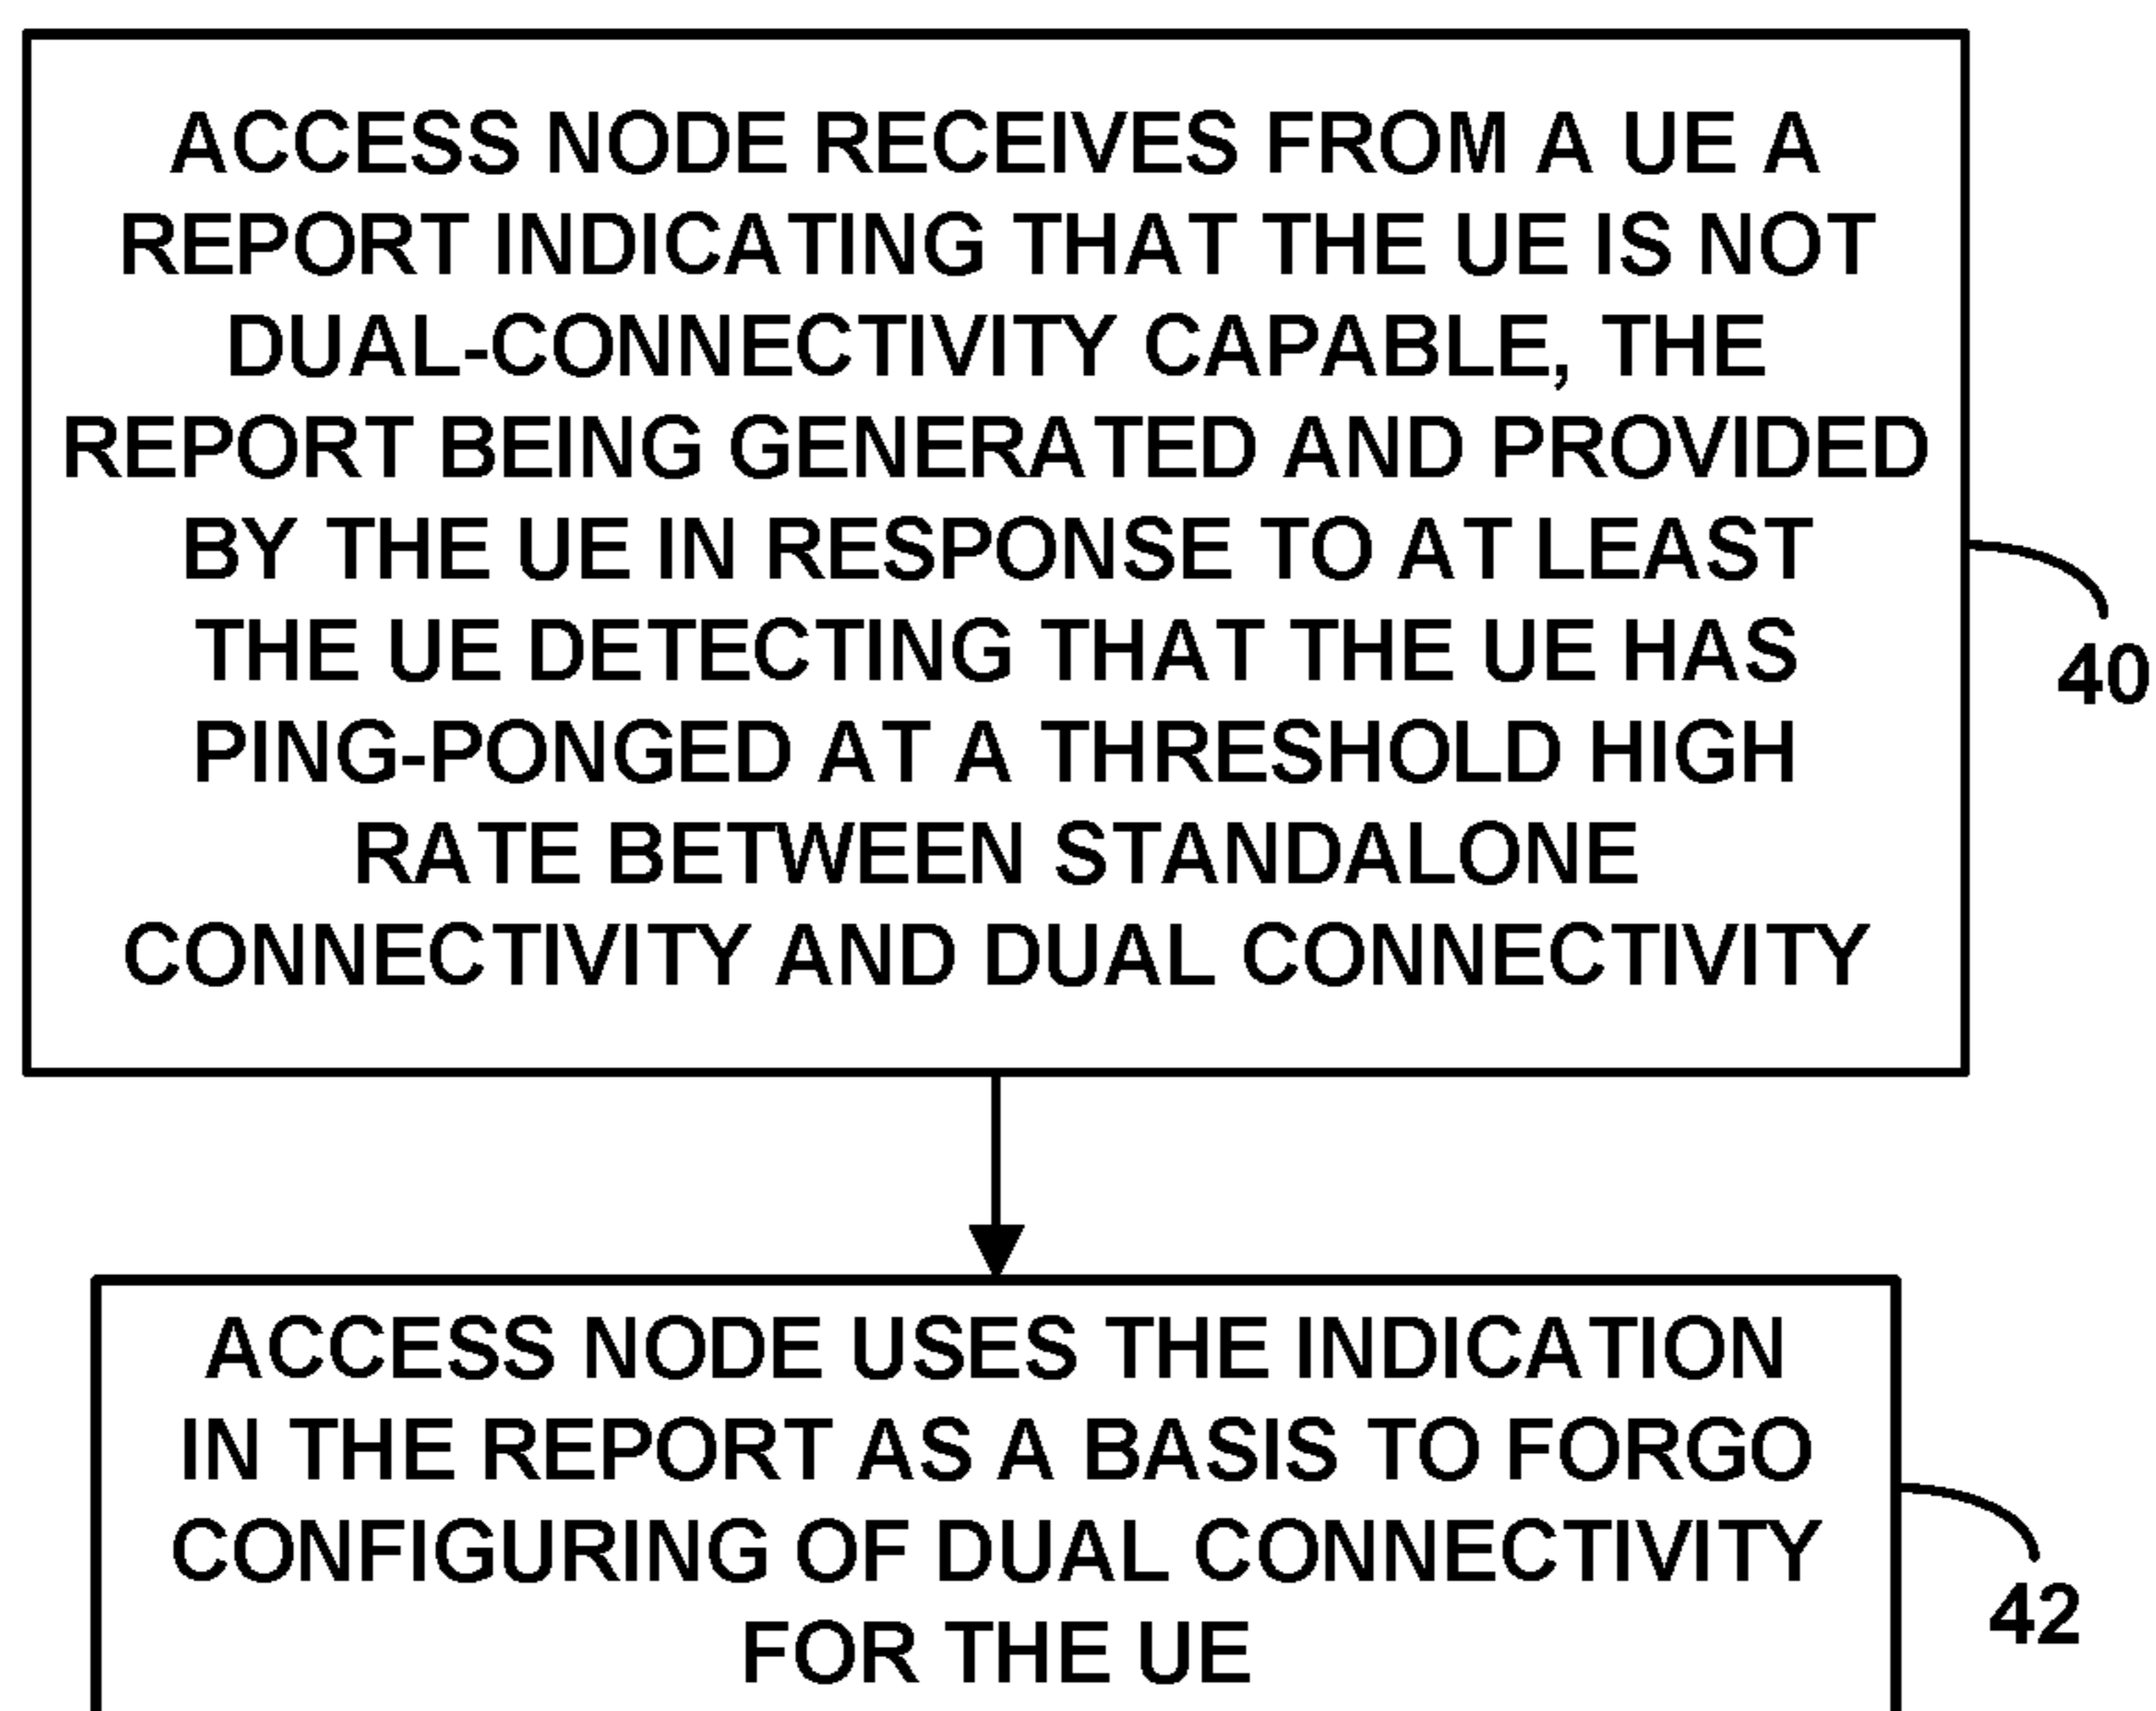 ACCESS NODE RECEIVES FROM A UE A
REPORT INDICATING THAT THE UE IS NOT
DUAL-CONNECTIVITY CAPABLE, THE
REPORT BEING GENERATED AND PROVIDED
BY THE UE IN RESPONSE TO AT LEAST
THE UE DETECTING THAT THE UE HAS
PING-PONGED AT A THRESHOLD HIGH
RATE BETWEEN STANDALONE
CONNECTIVITY AND DUAL CONNECTIVITY
40
ACCESS NODE USES THE INDICATION
IN THE REPORT AS A BASIS TO FORGO
CONFIGURING OF DUAL CONNECTIVITY
FOR THE UE
42